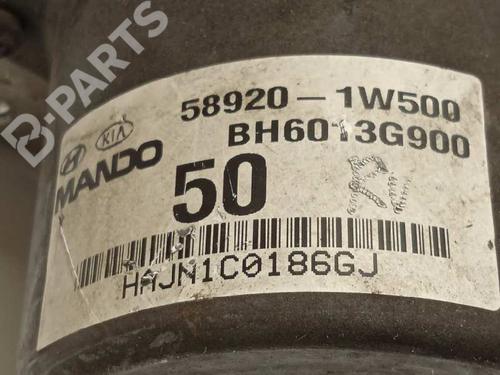 B-PARTS
58920-1W500
KIA
BH6013G900
MANDO
50
HAJN1C0186GJ